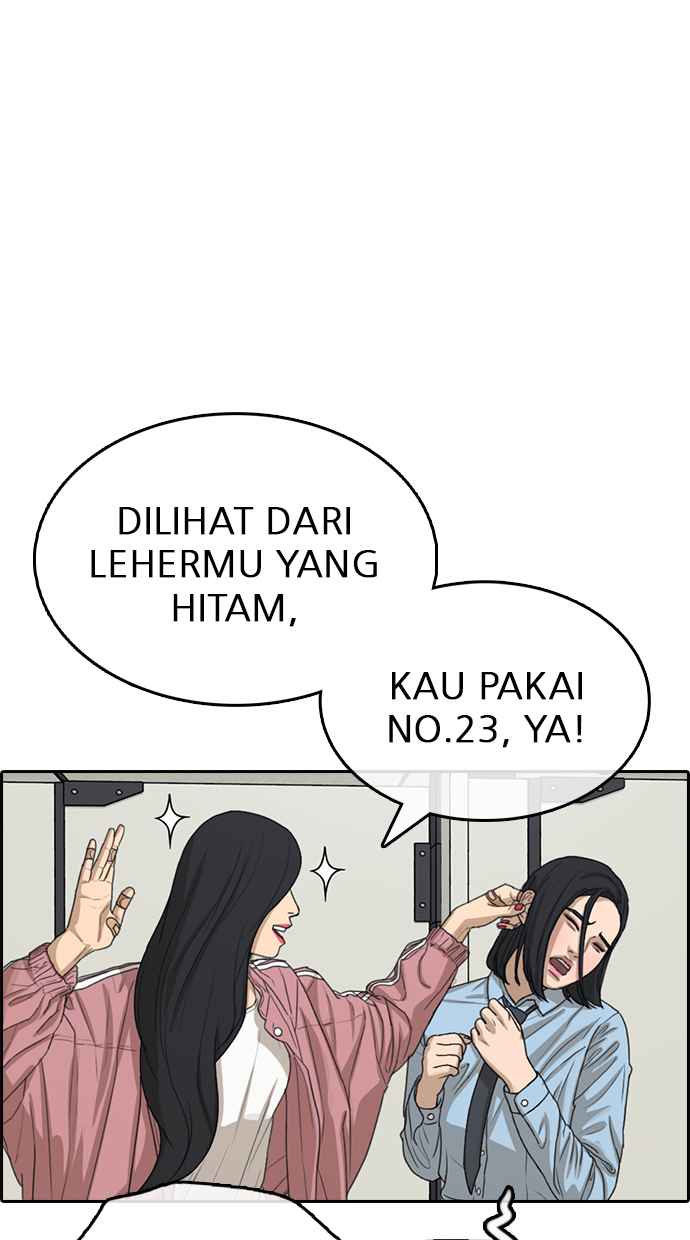 DILIHAT DARI
LEHERMU YANG
HITAM,
KAU PAKAI
NO.23, YA!